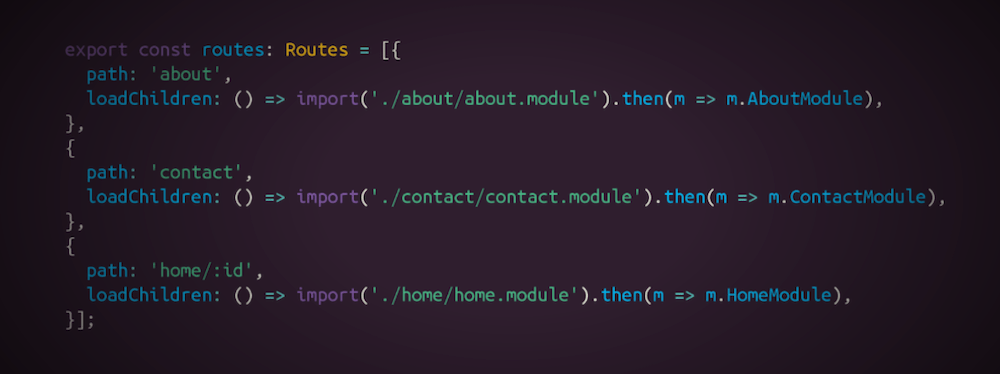 export const routes: Routes = [{
  path: 'about',
  loadChildren: () => import('./about/about.module').then(m => m.AboutModule),
},
{
  path: 'contact',
  loadChildren: () => import('./contact/contact.module').then(m => m.ContactModule),
},
{
  path: 'home/:id',
  loadChildren: () => import('./home/home.module').then(m => m.HomeModule),
}];